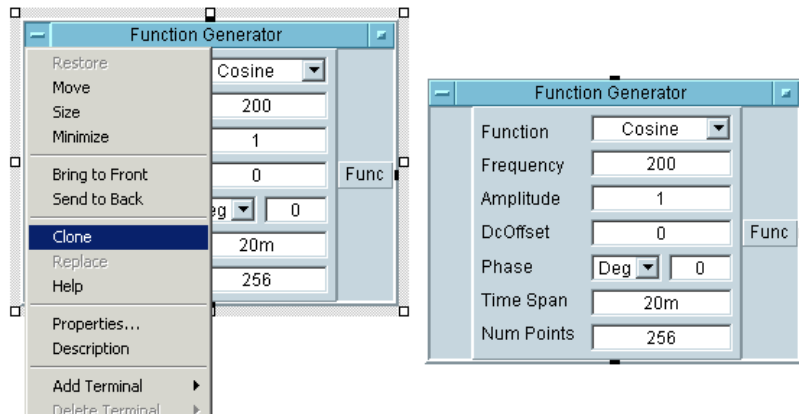 Function Generator
Restore
Move
Size
Minimize
Bring to Front
Send to Back
Clone
Replace
Help
Properties...
Description
Add Terminal
Delete Terminal
Cosine
200
1
0
eg 0
20m
256
Func
Function Generator
Function Cosine
Frequency 200
Amplitude 1
DcOffset 0
Phase Deg 0
Time Span 20m
Num Points 256
Func